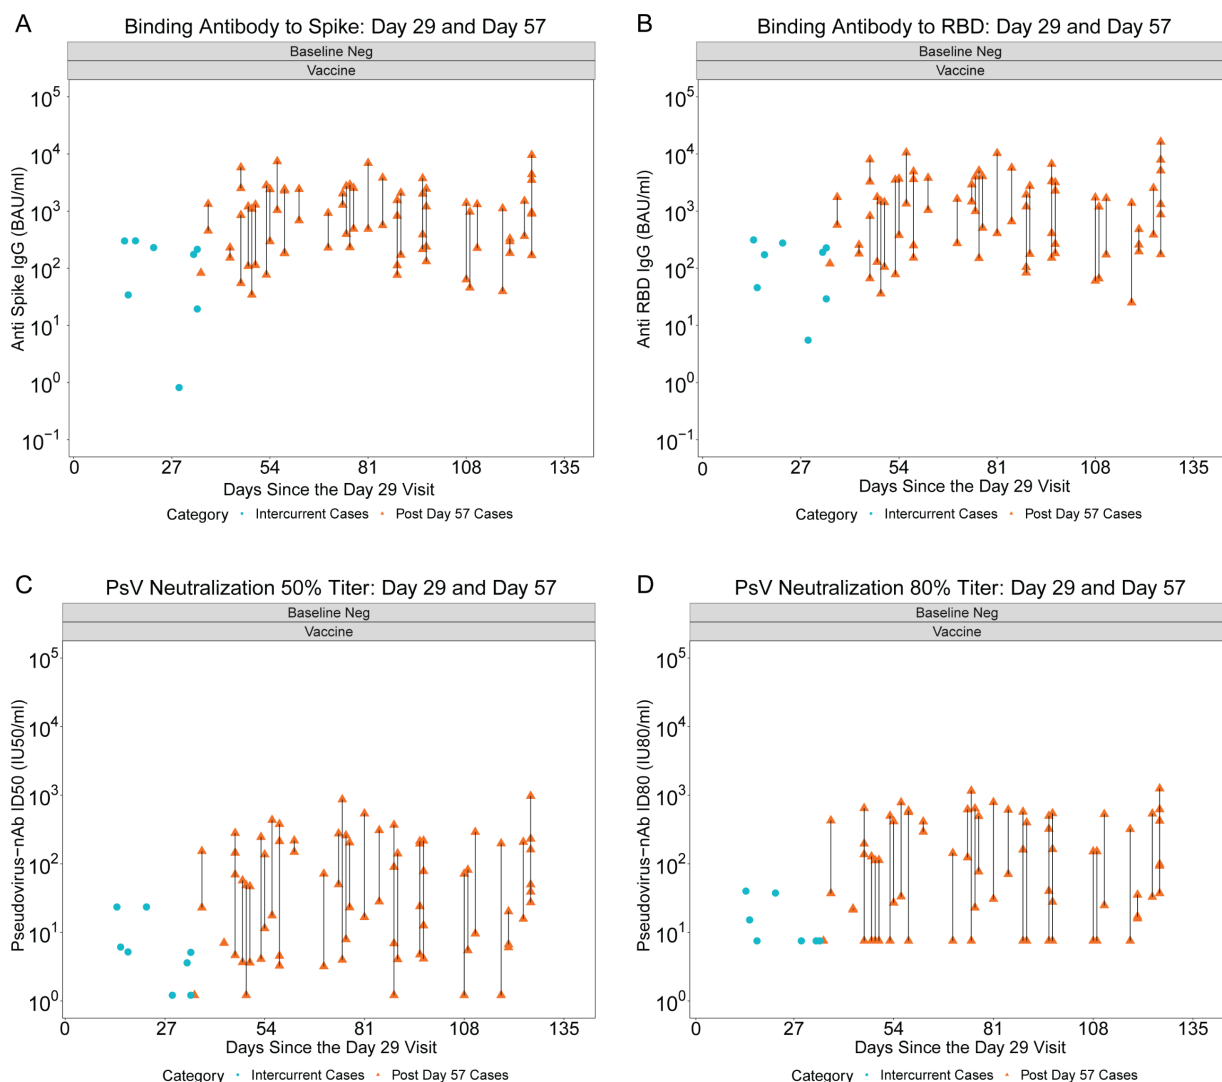 A
Binding Antibody to Spike: Day 29 and Day 57
Baseline Neg
Vaccine
Anti Spike IgG (BAU/ml)
10^5
10^4
10^3
10^2
10^1
10^0
10^−1
0 27 54 81 108 135
Days Since the Day 29 Visit
Category Intercurrent Cases Post Day 57 Cases
B
Binding Antibody to RBD: Day 29 and Day 57
Baseline Neg
Vaccine
Anti RBD IgG (BAU/ml)
10^5
10^4
10^3
10^2
10^1
10^0
10^−1
0 27 54 81 108 135
Days Since the Day 29 Visit
Category Intercurrent Cases Post Day 57 Cases
C
PsV Neutralization 50% Titer: Day 29 and Day 57
Baseline Neg
Vaccine
Pseudovirus−nAb ID50 (IU50/ml)
10^5
10^4
10^3
10^2
10^1
10^0
0 27 54 81 108 135
Days Since the Day 29 Visit
Category Intercurrent Cases Post Day 57 Cases
D
PsV Neutralization 80% Titer: Day 29 and Day 57
Baseline Neg
Vaccine
Pseudovirus−nAb ID80 (IU80/ml)
10^5
10^4
10^3
10^2
10^1
10^0
0 27 54 81 108 135
Days Since the Day 29 Visit
Category Intercurrent Cases Post Day 57 Cases